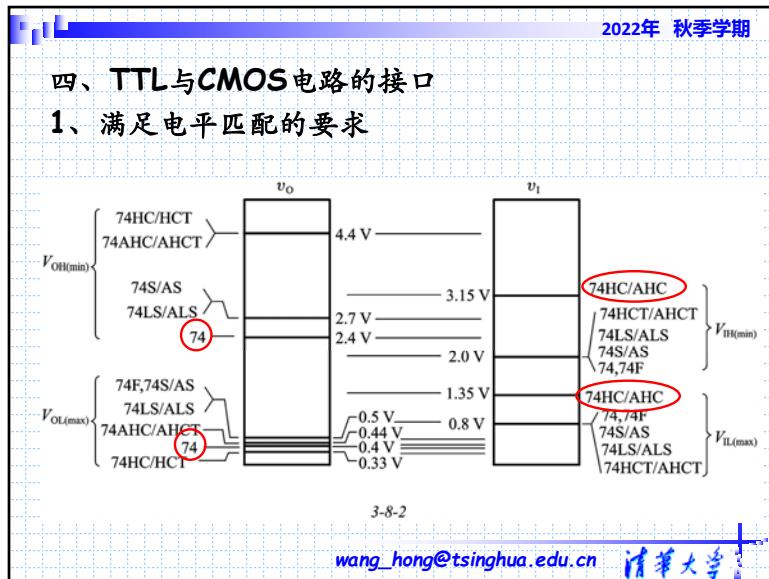 2022年 秋季学期
四、TTL与CMOS电路的接口
1、满足电平匹配的要求
vO
vI
74HC/HCT
74AHC/AHCT
4.4 V
VOH(min)
74S/AS
74LS/ALS
2.7 V
74
2.4 V
3.15 V
74HC/AHC
74HCT/AHCT
74LS/ALS
74S/AS
74,74F
VIH(min)
2.0 V
1.35 V
74HC/AHC
74F,74S/AS
74LS/ALS
VOL(max)
74AHC/AHCT
74
74HC/HCT
0.5 V
0.44 V
0.4 V
0.33 V
0.8 V
74,74F
74S/AS
74LS/ALS
74HCT/AHCT
VIL(max)
3-8-2
wang_hong@tsinghua.edu.cn 清华大学